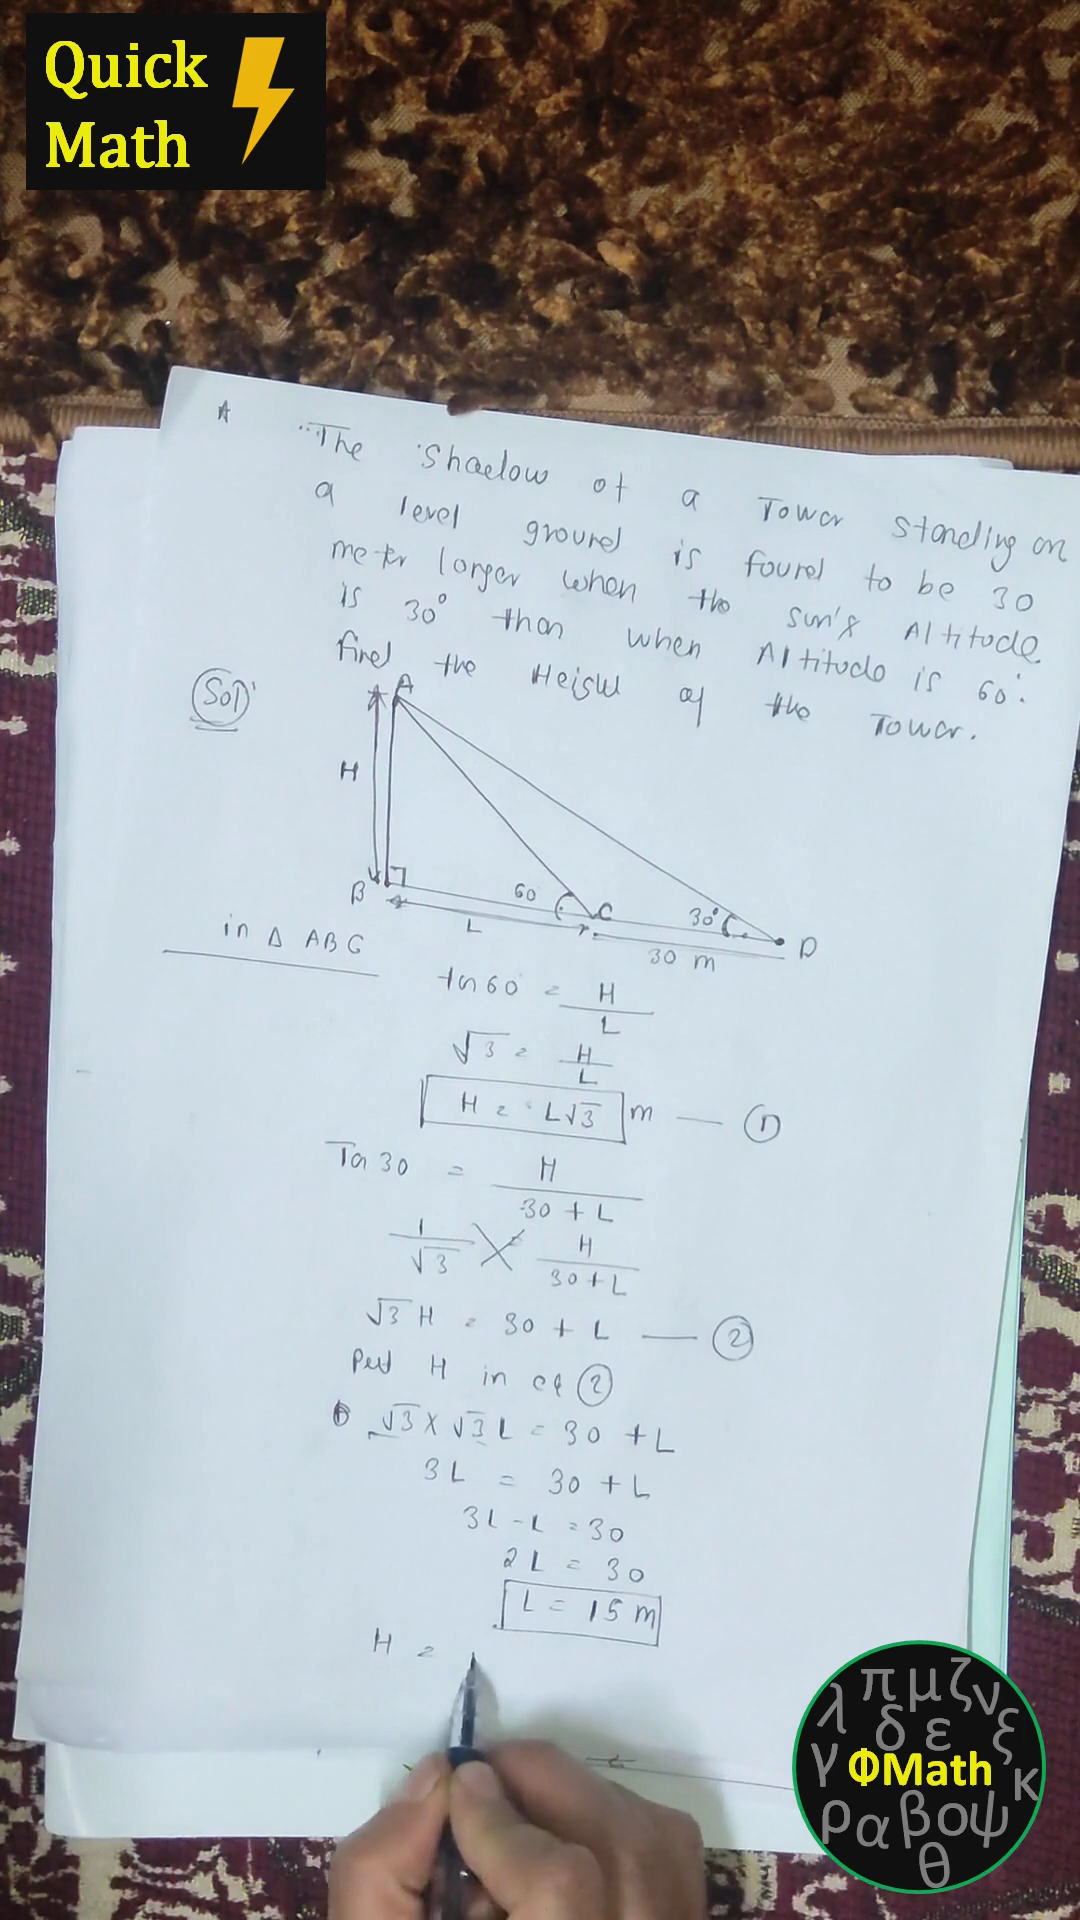 Quick
Math
A The Shadow of a Tower Standing on
a level ground is found to be 30
meter longer when the sun's Altitude
is 30° than when Altitude is 60°.
find the Height of the Tower.
Sol'
A
H
B
60
C
30°
D
L
30 m
in Δ ABC
tan60 = H
L
√3 = H
L
H = L√3 m — ①
Tan 30 = H
30 + L
1 H
√3 30+L
√3 H = 30 + L — ②
Put H in eq ②
√3 X √3 L = 30 + L
3L = 30 + L
3L - L = 30
2L = 30
L = 15 m
H =
π μ ζ ν ξ
λ δ ε
γ ΦMath κ
ρ α β ο ψ
θ